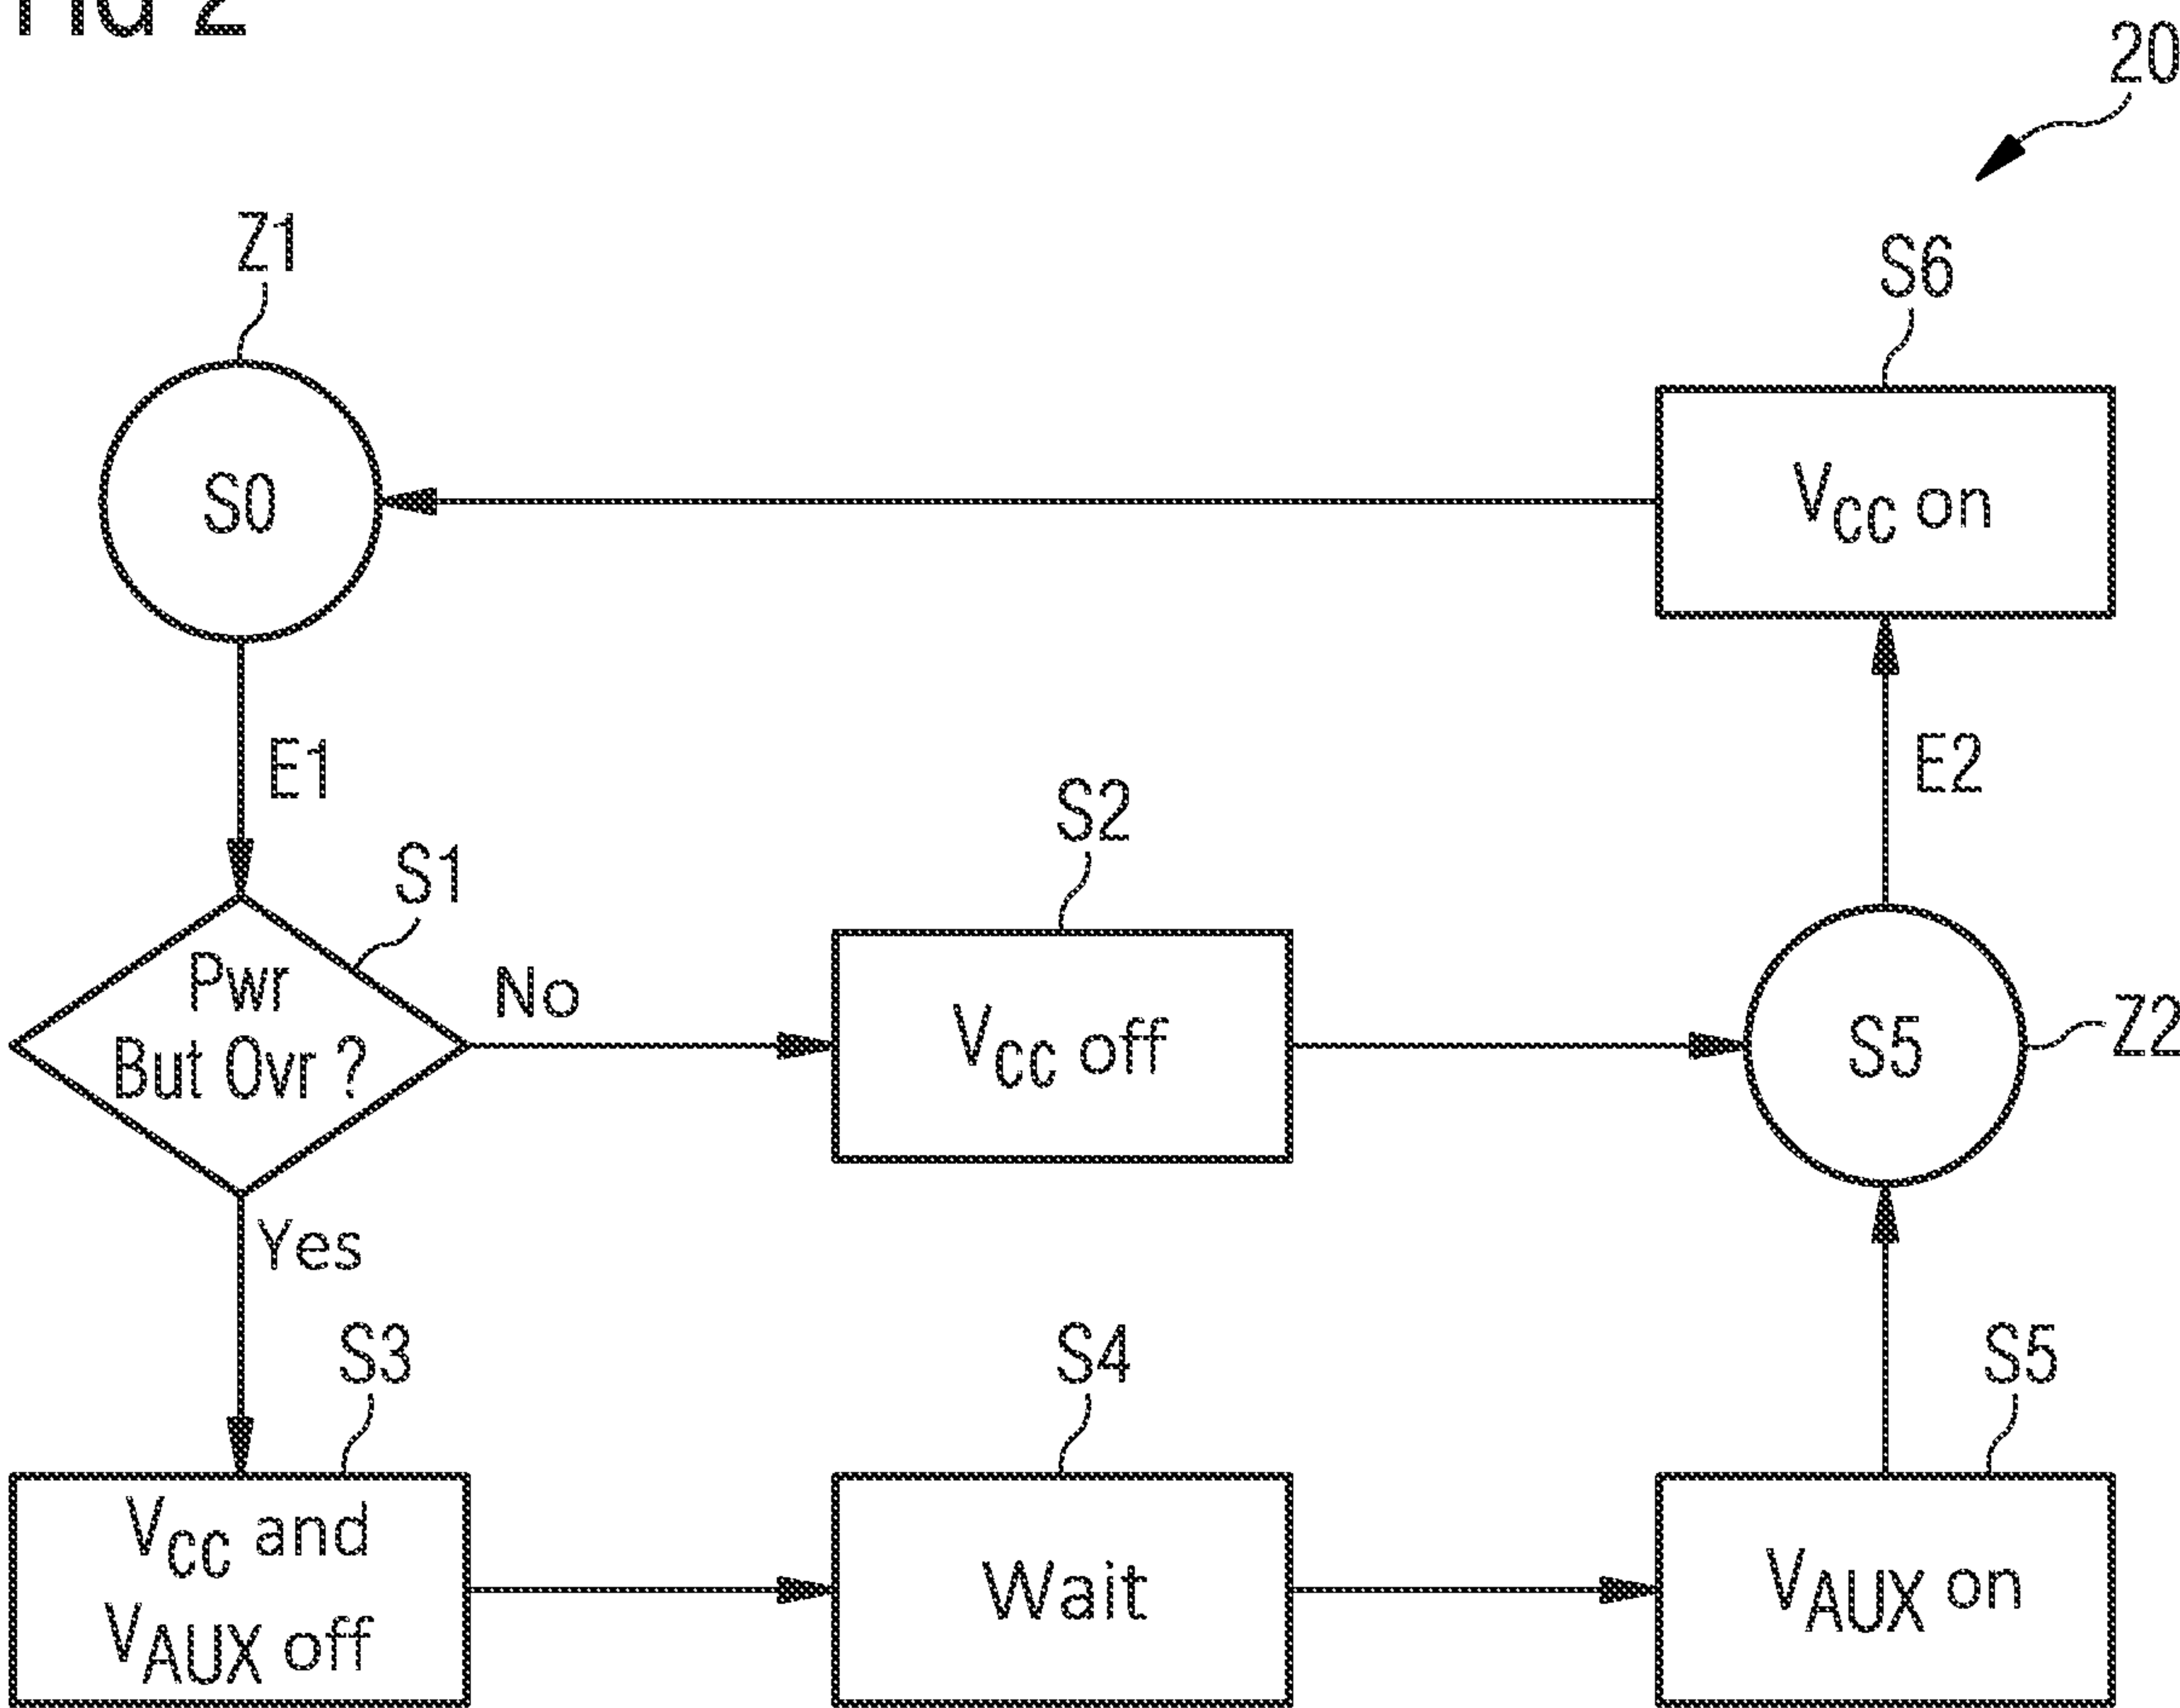 FIG 2
20
Z1
S6
S0
VCC on
E1
E2
S1
S2
Pwr
But Ovr ?
No
VCC off
S5
Z2
Yes
S3
S4
S5
VCC and
VAUX off
Wait
VAUX on